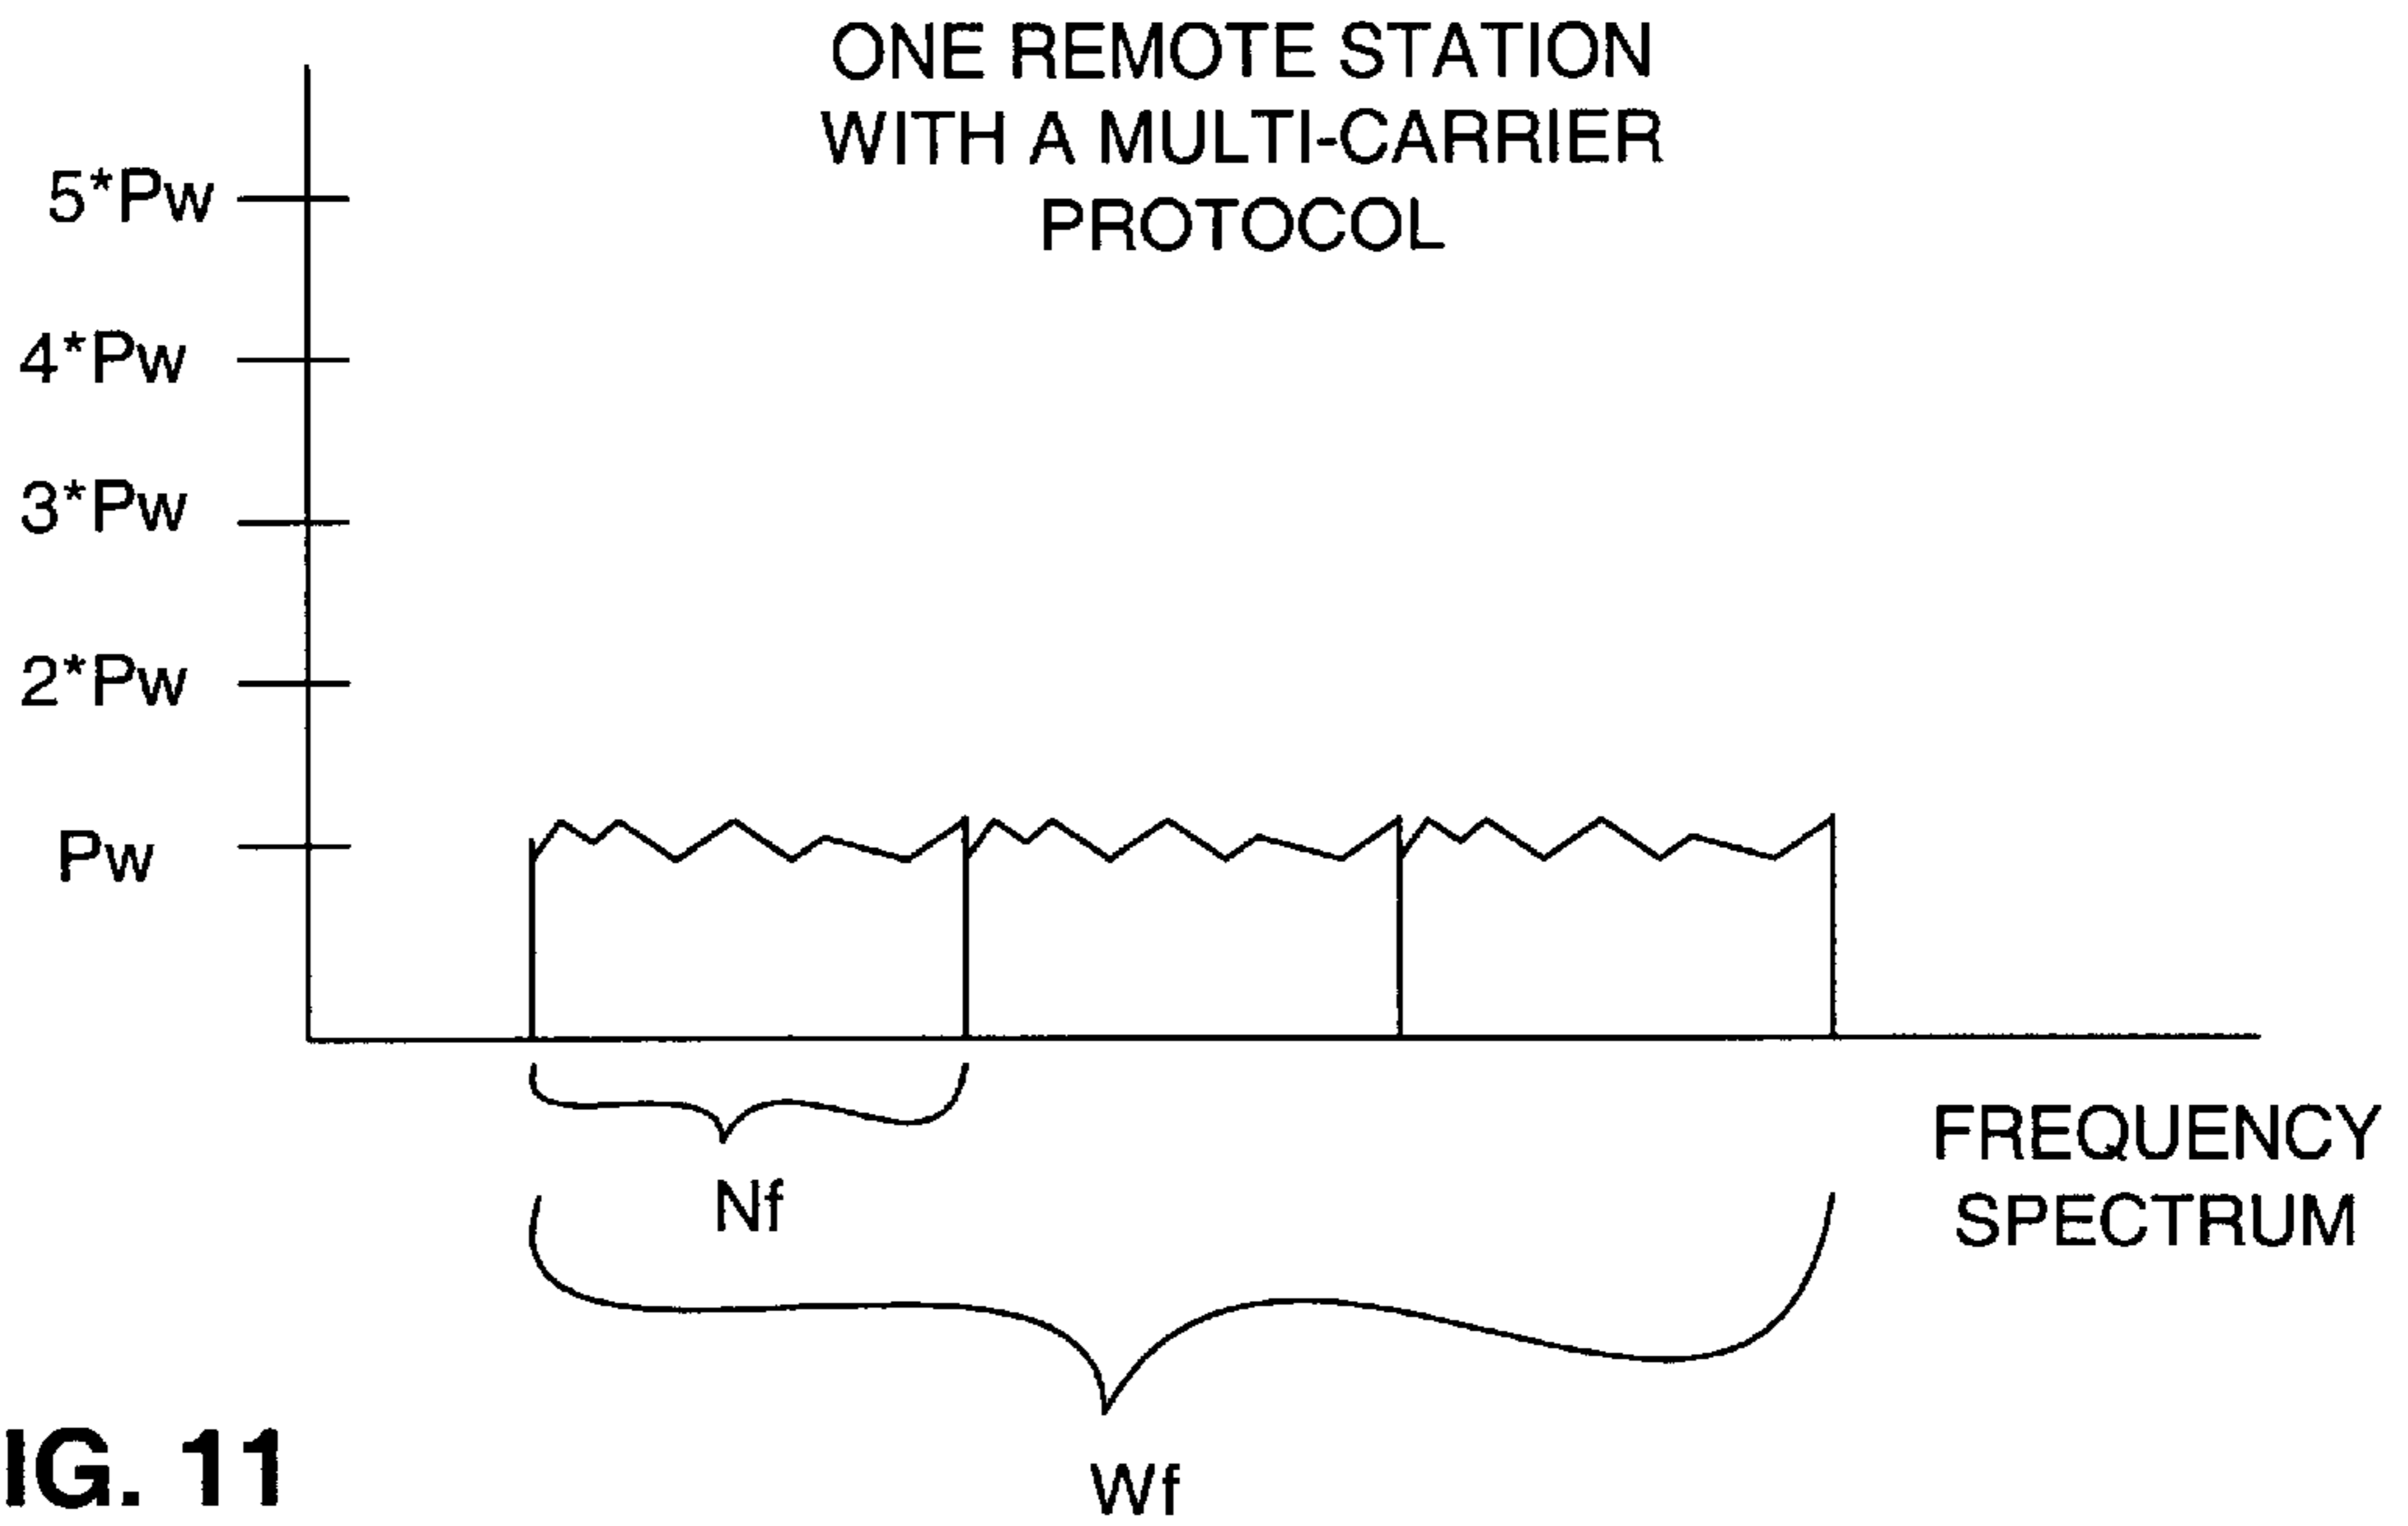 ONE REMOTE STATION
WITH A MULTI-CARRIER
PROTOCOL
5*Pw
4*Pw
3*Pw
2*Pw
Pw
Nf
FREQUENCY
SPECTRUM
Wf
IG. 11